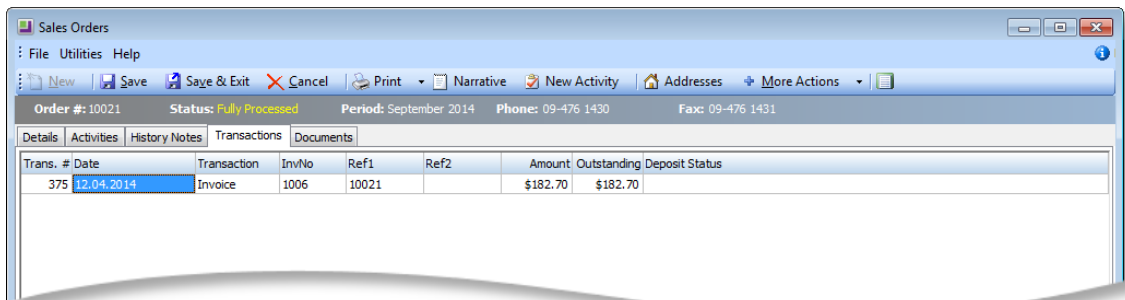 Sales Orders
File Utilities Help
New Save Save & Exit Cancel Print Narrative New Activity Addresses More Actions
Order #: 10021 Status: Fully Processed Period: September 2014 Phone: 09-476 1430 Fax: 09-476 1431
Details Activities History Notes Transactions Documents
Trans. # Date Transaction InvNo Ref1 Ref2 Amount Outstanding Deposit Status
375 12.04.2014 Invoice 1006 10021 $182.70 $182.70